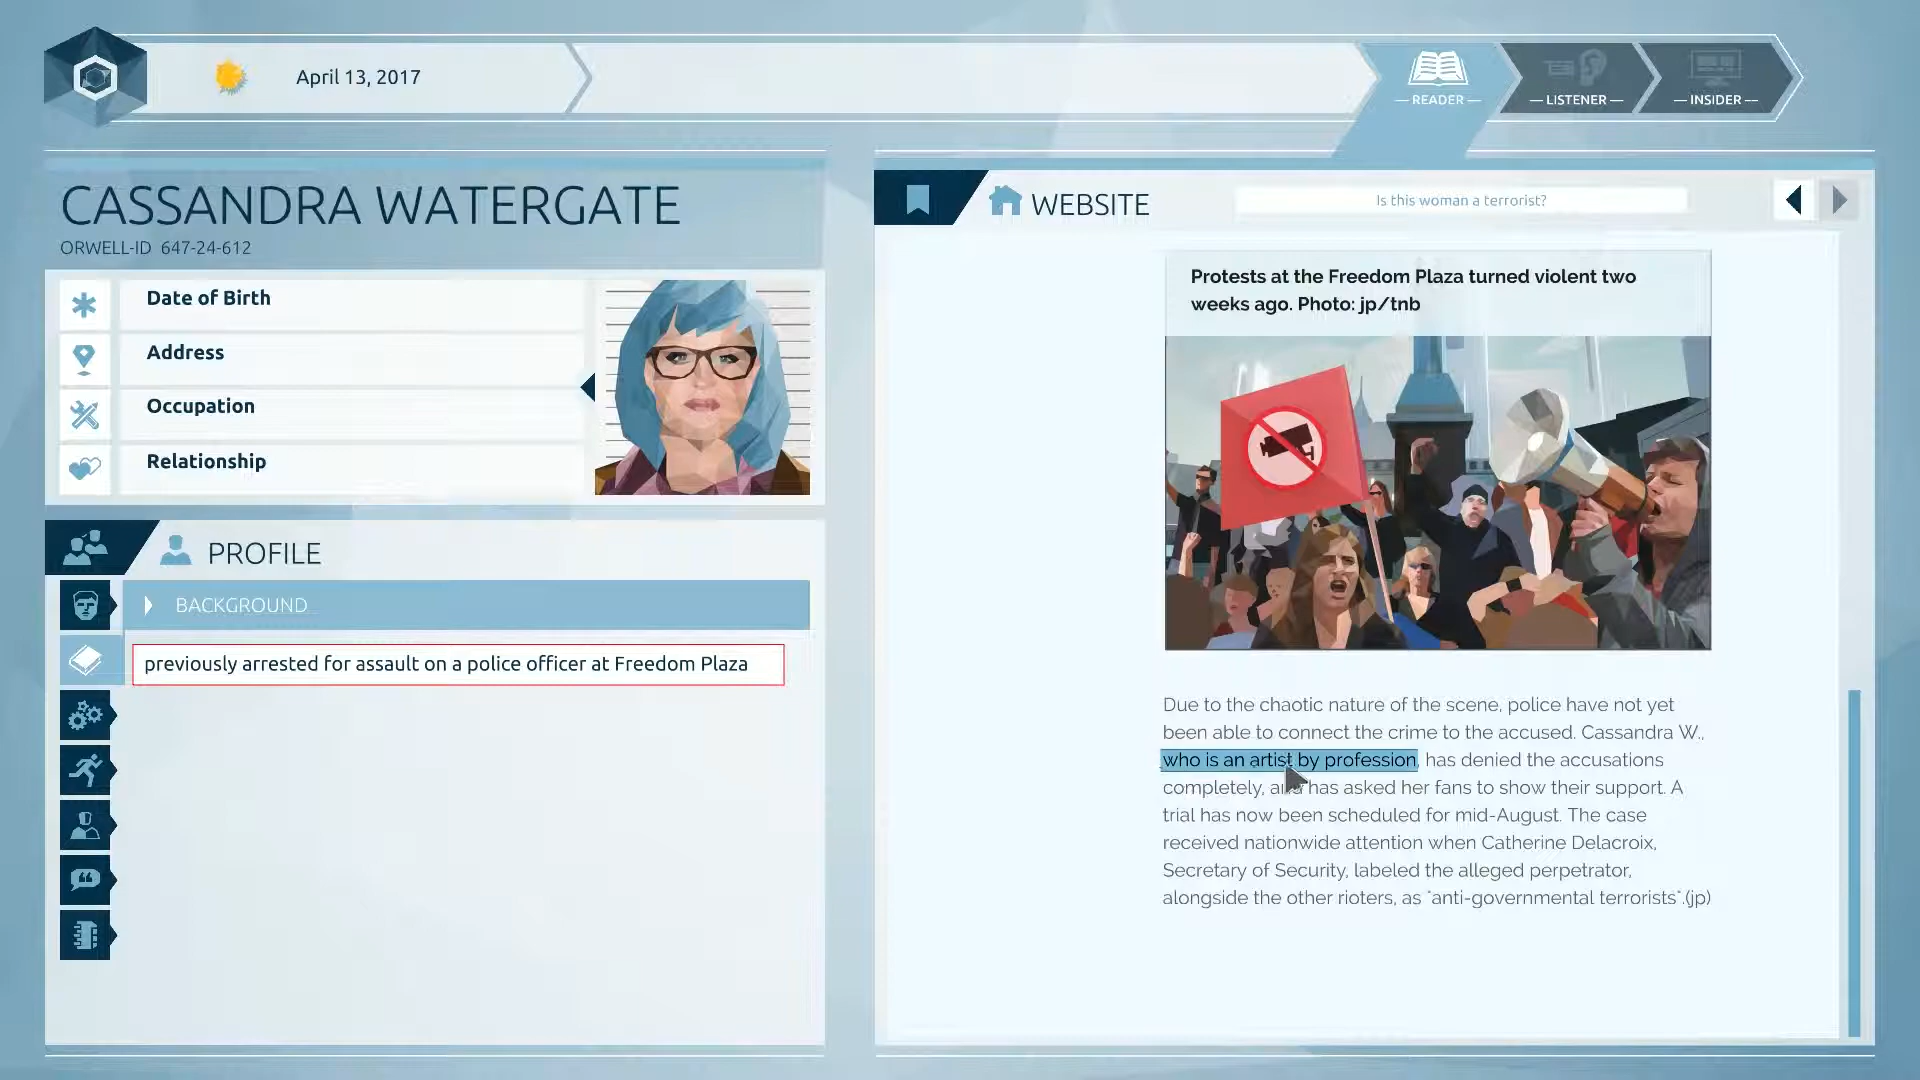 April 13, 2017
READER
LISTENER
INSIDER
CASSANDRA WATERGATE
ORWELL-ID 647-24-612
Date of Birth
Address
Occupation
Relationship
PROFILE
BACKGROUND
previously arrested for assault on a police officer at Freedom Plaza
WEBSITE
Is this woman a terrorist?
Protests at the Freedom Plaza turned violent two
weeks ago. Photo: jp/tnb
Due to the chaotic nature of the scene, police have not yet
been able to connect the crime to the accused. Cassandra W.,
who is an artist by profession, has denied the accusations
completely, and has asked her fans to show their support. A
trial has now been scheduled for mid-August. The case
received nationwide attention when Catherine Delacroix,
Secretary of Security, labeled the alleged perpetrator,
alongside the other rioters, as "anti-governmental terrorists".(jp)